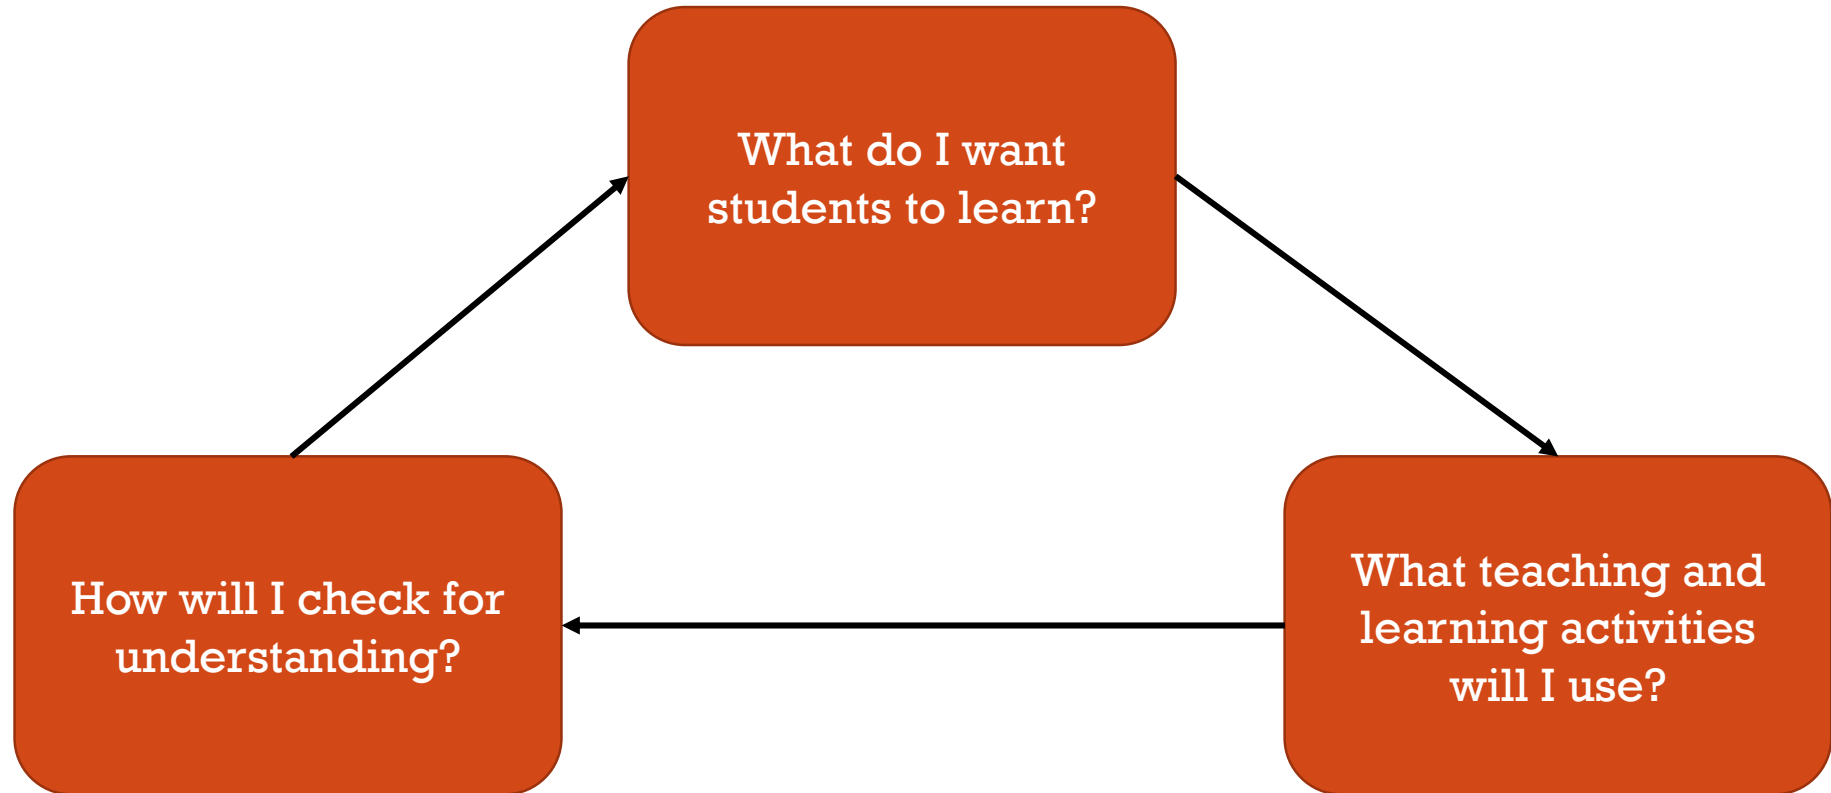 What do I want
students to learn?
How will I check for
understanding?
What teaching and
learning activities
will I use?